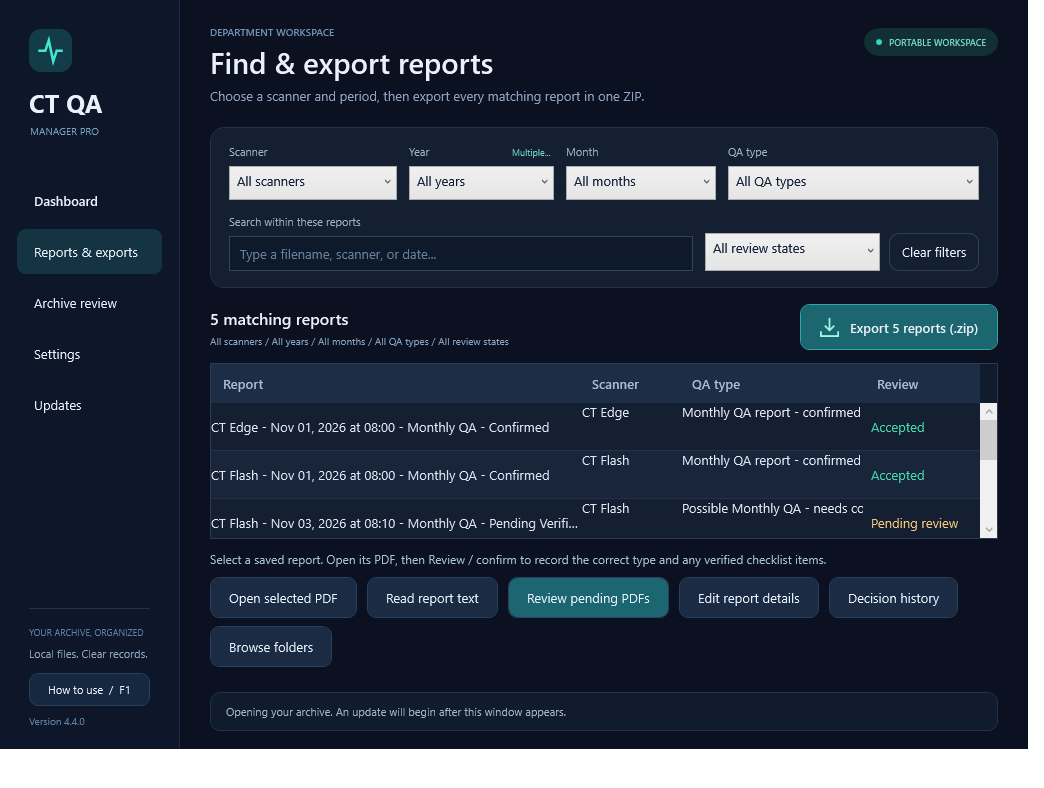 CT QA
MANAGER PRO
Dashboard
Reports & exports
Archive review
Settings
Updates
YOUR ARCHIVE, ORGANIZED
Local files. Clear records.
How to use / F1
Version 4.4.0
DEPARTMENT WORKSPACE
Find & export reports
Choose a scanner and period, then export every matching report in one ZIP.
PORTABLE WORKSPACE
Scanner
Year
Multiple...
Month
QA type
All scanners
All years
All months
All QA types
Search within these reports
Type a filename, scanner, or date...
All review states
Clear filters
5 matching reports
All scanners / All years / All months / All QA types / All review states
Export 5 reports (.zip)
Report Scanner QA type Review
CT Edge - Nov 01, 2026 at 08:00 - Monthly QA - Confirmed CT Edge Monthly QA report - confirmed Accepted
CT Flash - Nov 01, 2026 at 08:00 - Monthly QA - Confirmed CT Flash Monthly QA report - confirmed Accepted
CT Flash - Nov 03, 2026 at 08:10 - Monthly QA - Pending Verifi... CT Flash Possible Monthly QA - needs co Pending review
Select a saved report. Open its PDF, then Review / confirm to record the correct type and any verified checklist items.
Open selected PDF
Read report text
Review pending PDFs
Edit report details
Decision history
Browse folders
Opening your archive. An update will begin after this window appears.